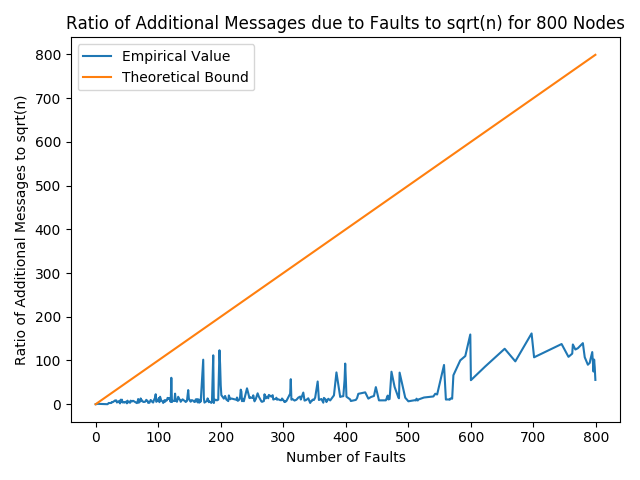 Ratio of Additional Messages due to Faults to sqrt(n) for 800 Nodes
Empirical Value
Theoretical Bound
Ratio of Additional Messages to sqrt(n)
800
700
600
500
400
300
200
100
0
0 100 200 300 400 500 600 700 800
Number of Faults